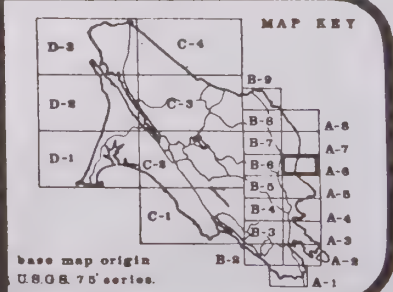 MAP KEY
D-3
C-4
B-9
D-2
C-3
B-8
A-8
B-7
A-7
D-1
C-2
B-6
A-6
B-5
A-5
C-1
B-4
A-4
B-3
A-3
B-2
A-2
A-1
base map origin
U.S.G.S. 7.5' series.